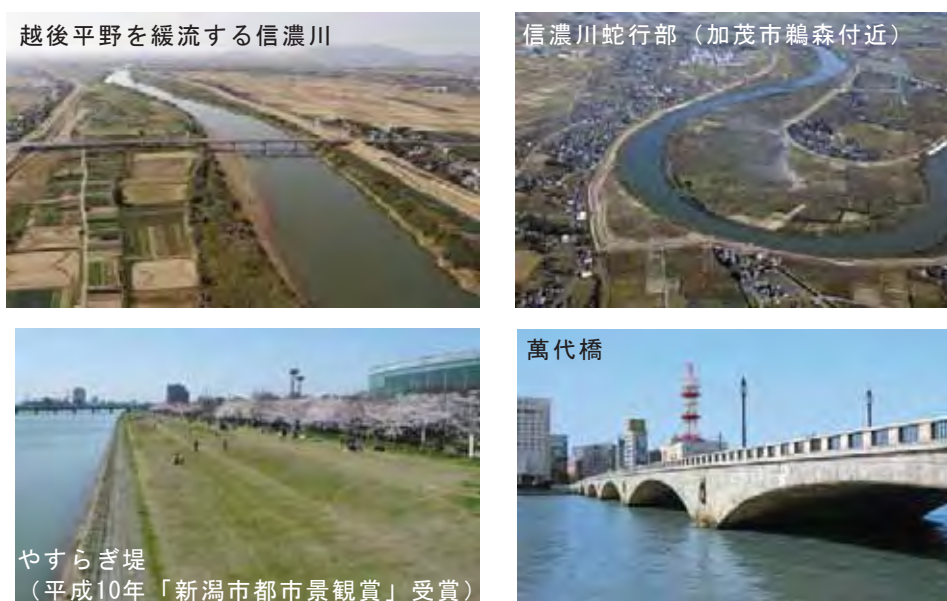 越後平野を緩流する信濃川
信濃川蛇行部（加茂市鵜森付近）
やすらぎ堤
（平成10年「新潟市都市景観賞」受賞）
萬代橋